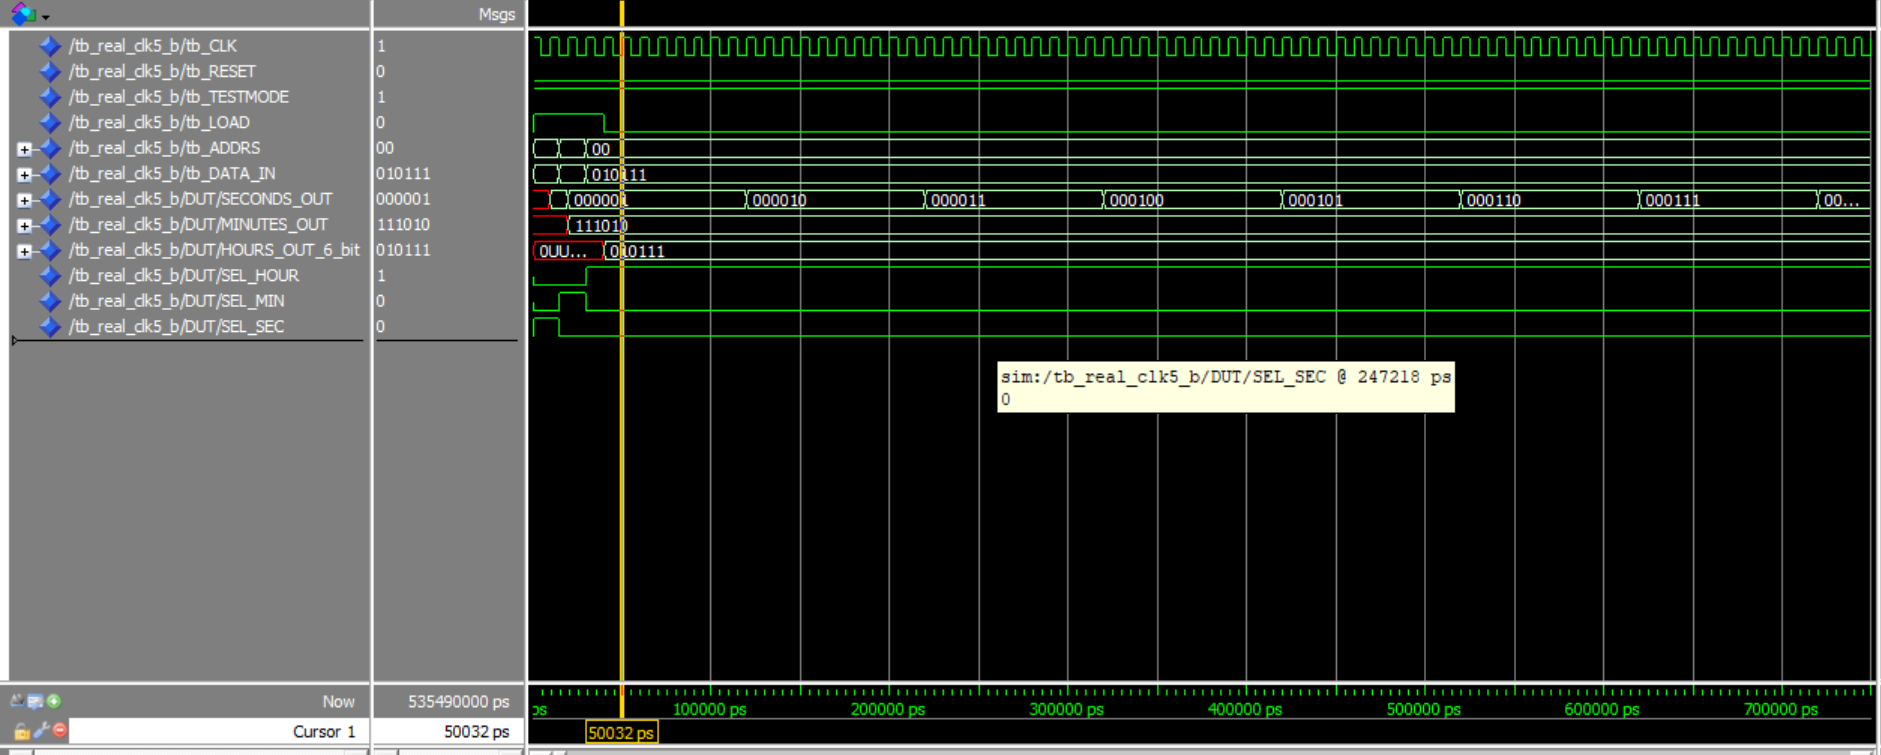 Msgs
/tb_real_clk5_b/tb_CLK 1
/tb_real_clk5_b/tb_RESET 0
/tb_real_clk5_b/tb_TESTMODE 1
/tb_real_clk5_b/tb_LOAD 0
/tb_real_clk5_b/tb_ADDRS 00 00
/tb_real_clk5_b/tb_DATA_IN 010111 010111
/tb_real_clk5_b/DUT/SECONDS_OUT 000001 000001 000010 000011 000100 000101 000110 000111 00...
/tb_real_clk5_b/DUT/MINUTES_OUT 111010 111010
/tb_real_clk5_b/DUT/HOURS_OUT_6_bit 010111 0UU... 010111
/tb_real_clk5_b/DUT/SEL_HOUR 1
/tb_real_clk5_b/DUT/SEL_MIN 0
/tb_real_clk5_b/DUT/SEL_SEC 0
sim:/tb_real_clk5_b/DUT/SEL_SEC @ 247218 ps
0
Now 535490000 ps ps 100000 ps 200000 ps 300000 ps 400000 ps 500000 ps 600000 ps 700000 ps
Cursor 1 50032 ps 50032 ps